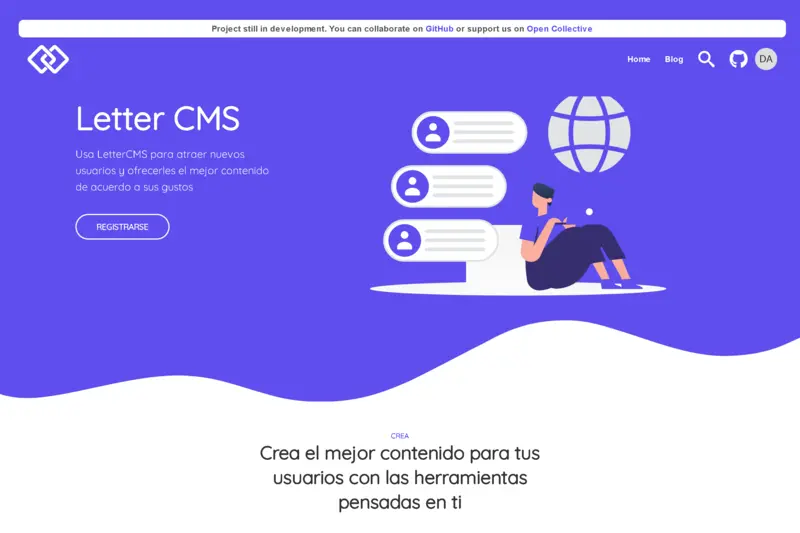 Project still in development. You can collaborate on GitHub or support us on Open Collective
Home
Blog
DA
Letter CMS
Usa LetterCMS para atraer nuevos
usuarios y ofrecerles el mejor contenido
de acuerdo a sus gustos
REGISTRARSE
CREA
Crea el mejor contenido para tus
usuarios con las herramientas
pensadas en ti